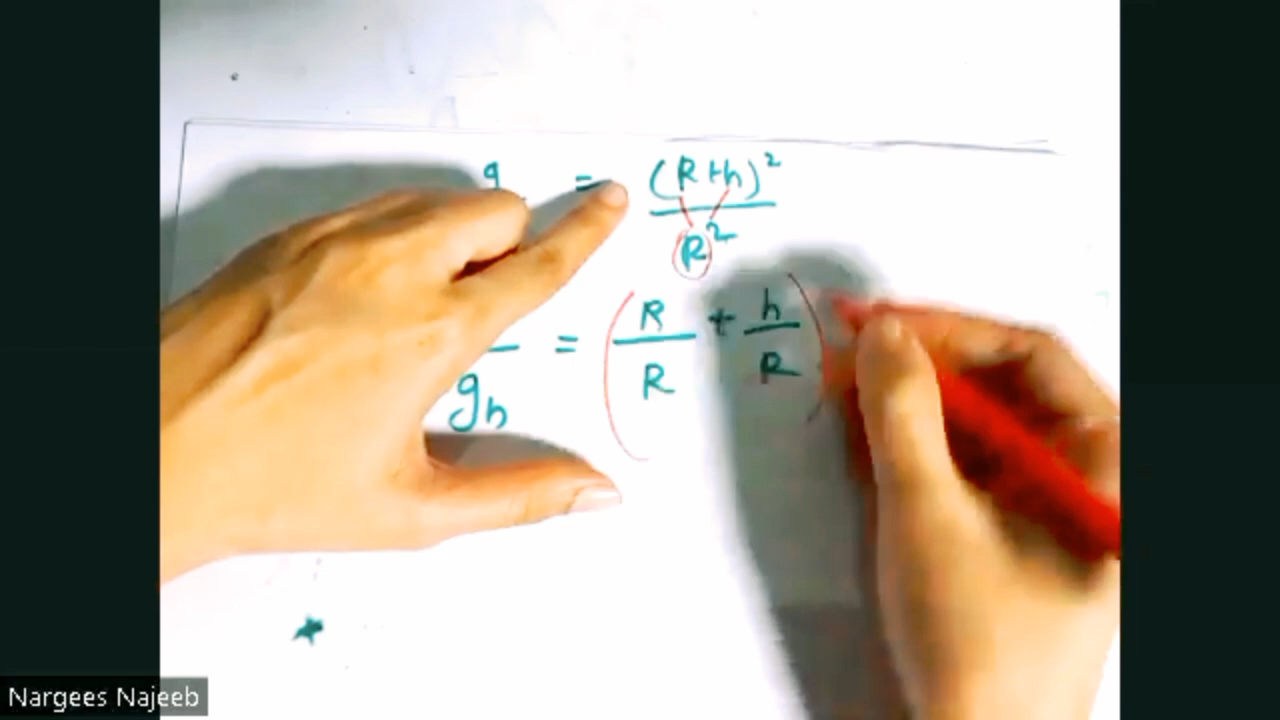 g = (R+h)²
R²
gh = (R/R + h/R)
Nargees Najeeb